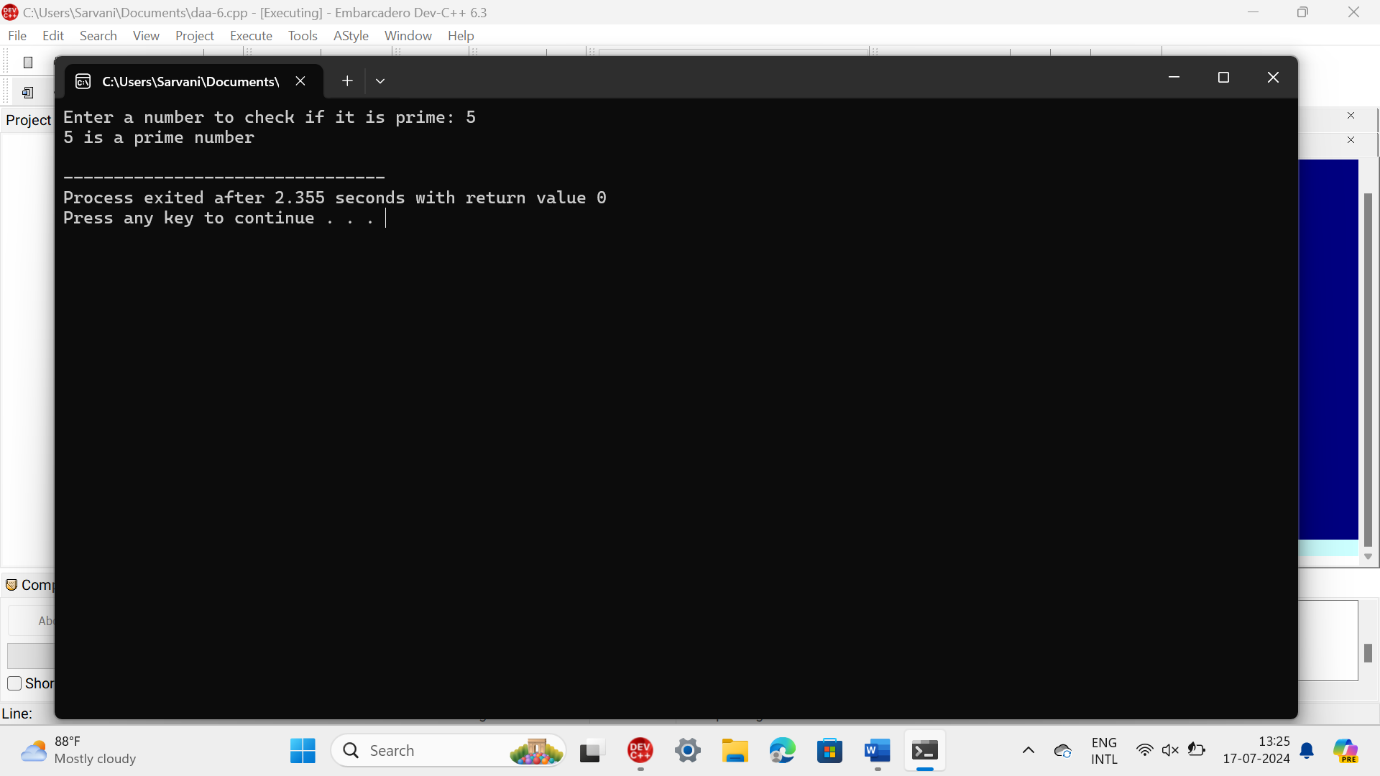 C:\Users\Sarvani\Documents\daa-6.cpp - [Executing] - Embarcadero Dev-C++ 6.3
File Edit Search View Project Execute Tools AStyle Window Help
C:\Users\Sarvani\Documents\
Project
Enter a number to check if it is prime: 5
5 is a prime number
--------------------------------
Process exited after 2.355 seconds with return value 0
Press any key to continue . . .
Line:
88°F
Mostly cloudy
Search
DEV C++
ENG
INTL
13:25
17-07-2024
PRE